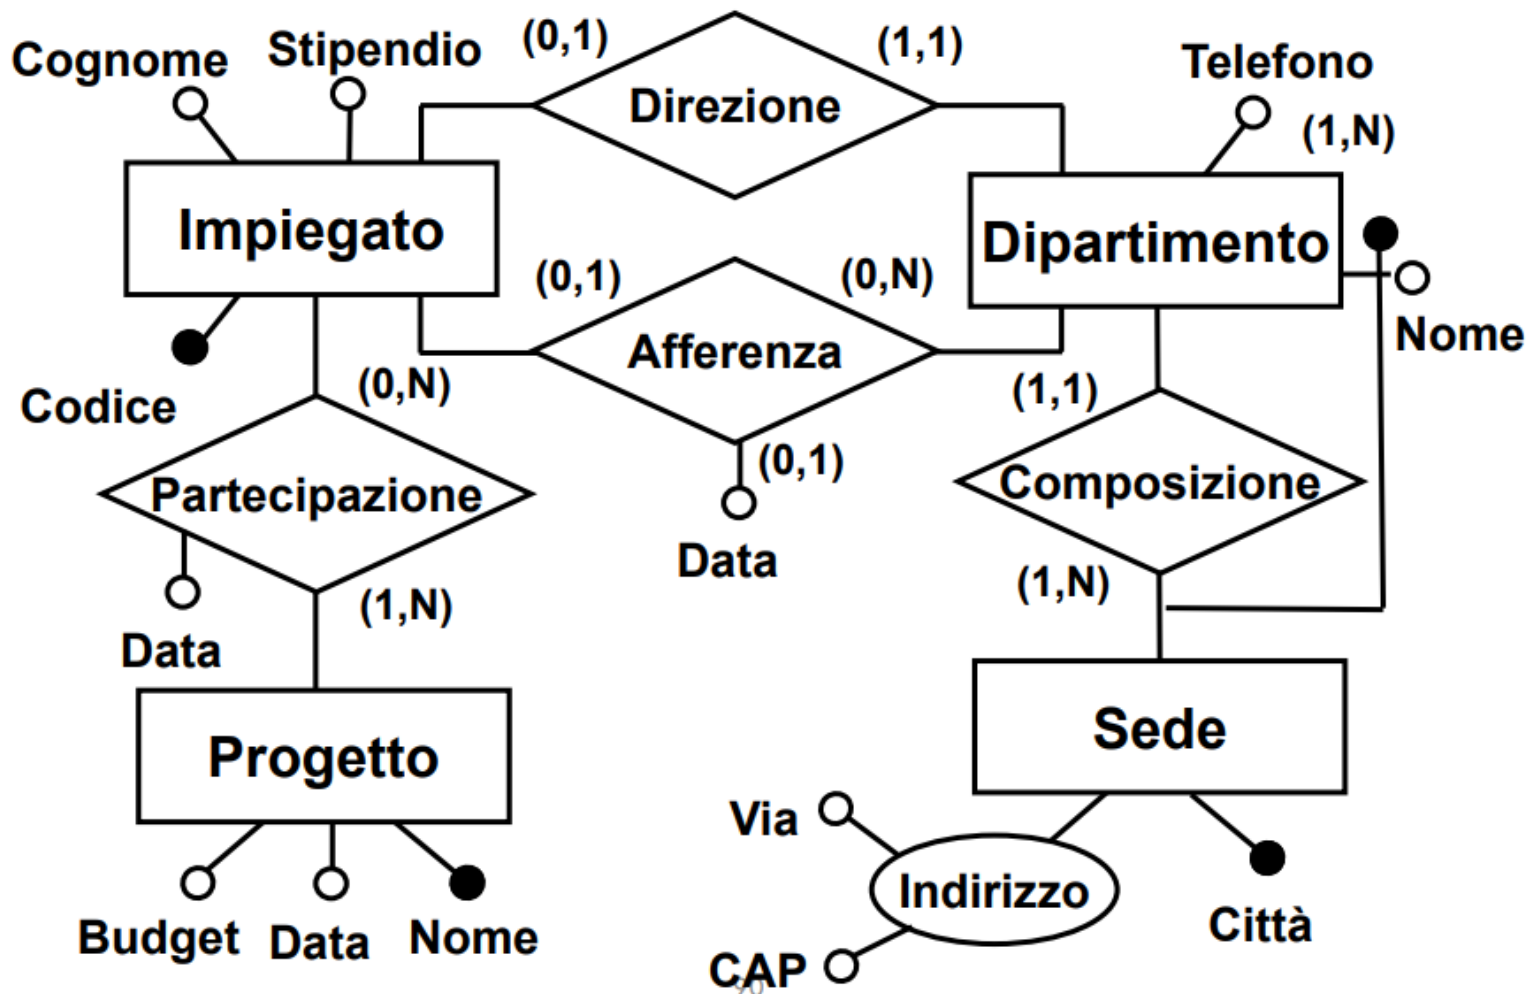 Cognome
Stipendio
(0,1)
(1,1)
Telefono
(1,N)
Direzione
Impiegato
Dipartimento
Nome
(0,1)
(0,N)
Afferenza
Codice
(0,N)
(1,1)
(0,1)
Data
Partecipazione
Composizione
Data
(1,N)
(1,N)
Progetto
Sede
Budget
Data
Nome
Via
Indirizzo
CAP
Città